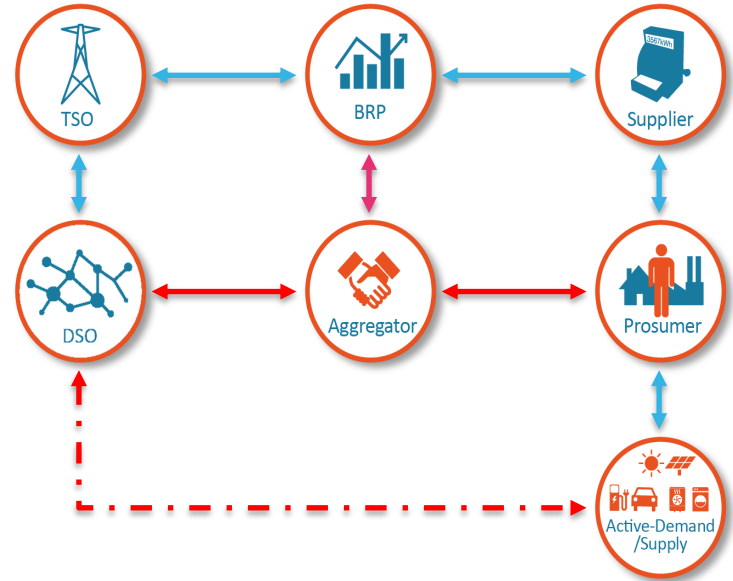 3567kWh
TSO
BRP
Supplier
DSO
Aggregator
Prosumer
Active-Demand
/Supply